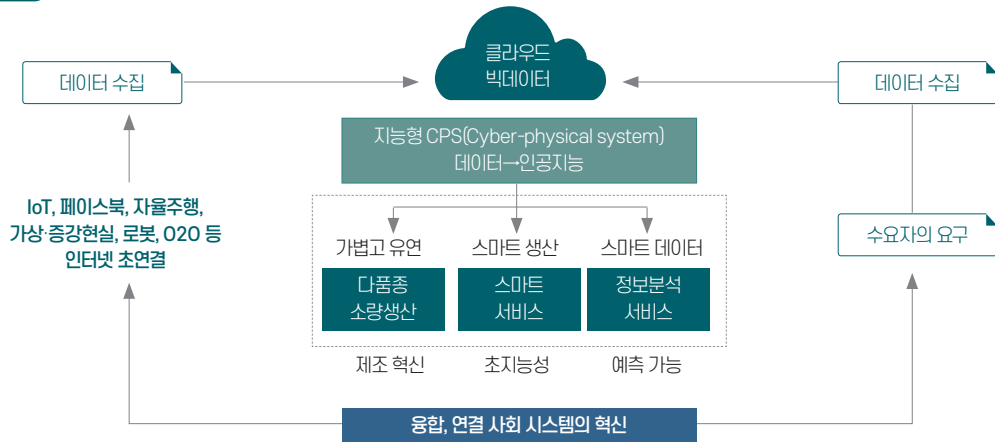 클라우드
빅데이터
데이터 수집
데이터 수집
지능형 CPS(Cyber-physical system)
데이터→인공지능
IoT, 페이스북, 자율주행,
가상·증강현실, 로봇, O2O 등
인터넷 초연결
수요자의 요구
가볍고 유연
스마트 생산
스마트 데이터
다품종
소량생산
스마트
서비스
정보분석
서비스
제조 혁신
초지능성
예측 가능
융합, 연결 사회 시스템의 혁신